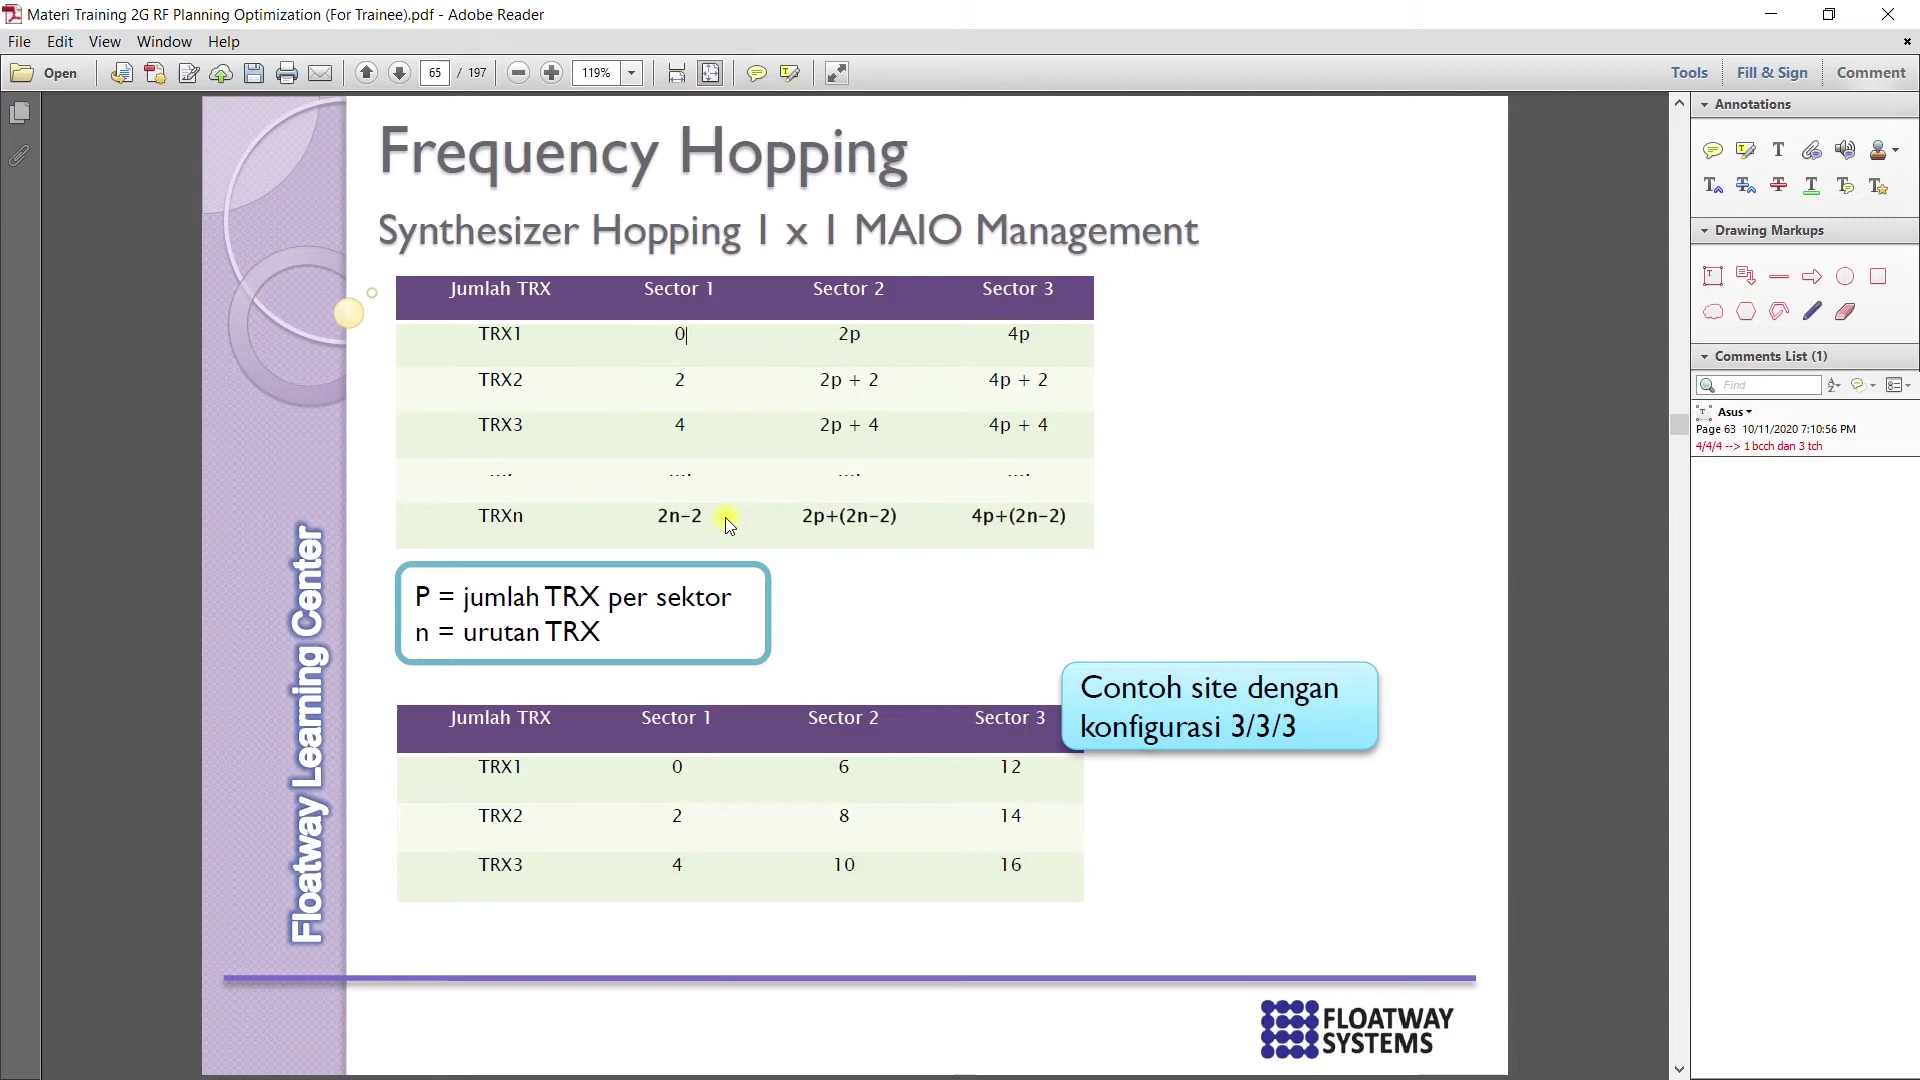 Materi Training 2G RF Planning Optimization (For Trainee).pdf - Adobe Reader
File Edit View Window Help
Open 65 / 197 119% Tools Fill & Sign Comment
Annotations
Drawing Markups
Comments List (1)
Find
Asus
Page 63 10/11/2020 7:10:56 PM
4/4/4 --> 1 bcch dan 3 tch
Frequency Hopping
Synthesizer Hopping 1 x 1 MAIO Management
Jumlah TRX Sector 1 Sector 2 Sector 3
TRX1 0 2p 4p
TRX2 2 2p + 2 4p + 2
TRX3 4 2p + 4 4p + 4
.... .... .... ....
TRXn 2n-2 2p+(2n-2) 4p+(2n-2)
P = jumlah TRX per sektor
n = urutan TRX
Contoh site dengan
konfigurasi 3/3/3
Jumlah TRX Sector 1 Sector 2 Sector 3
TRX1 0 6 12
TRX2 2 8 14
TRX3 4 10 16
Floatway Learning Center
FLOATWAY
SYSTEMS